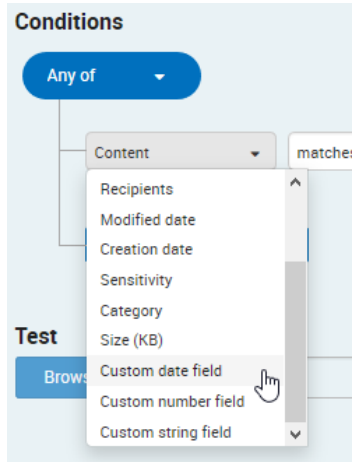 Conditions
Any of
Content
matches
Recipients
Modified date
Creation date
Sensitivity
Category
Size (KB)
Test
Custom date field
Brows
Custom number field
Custom string field